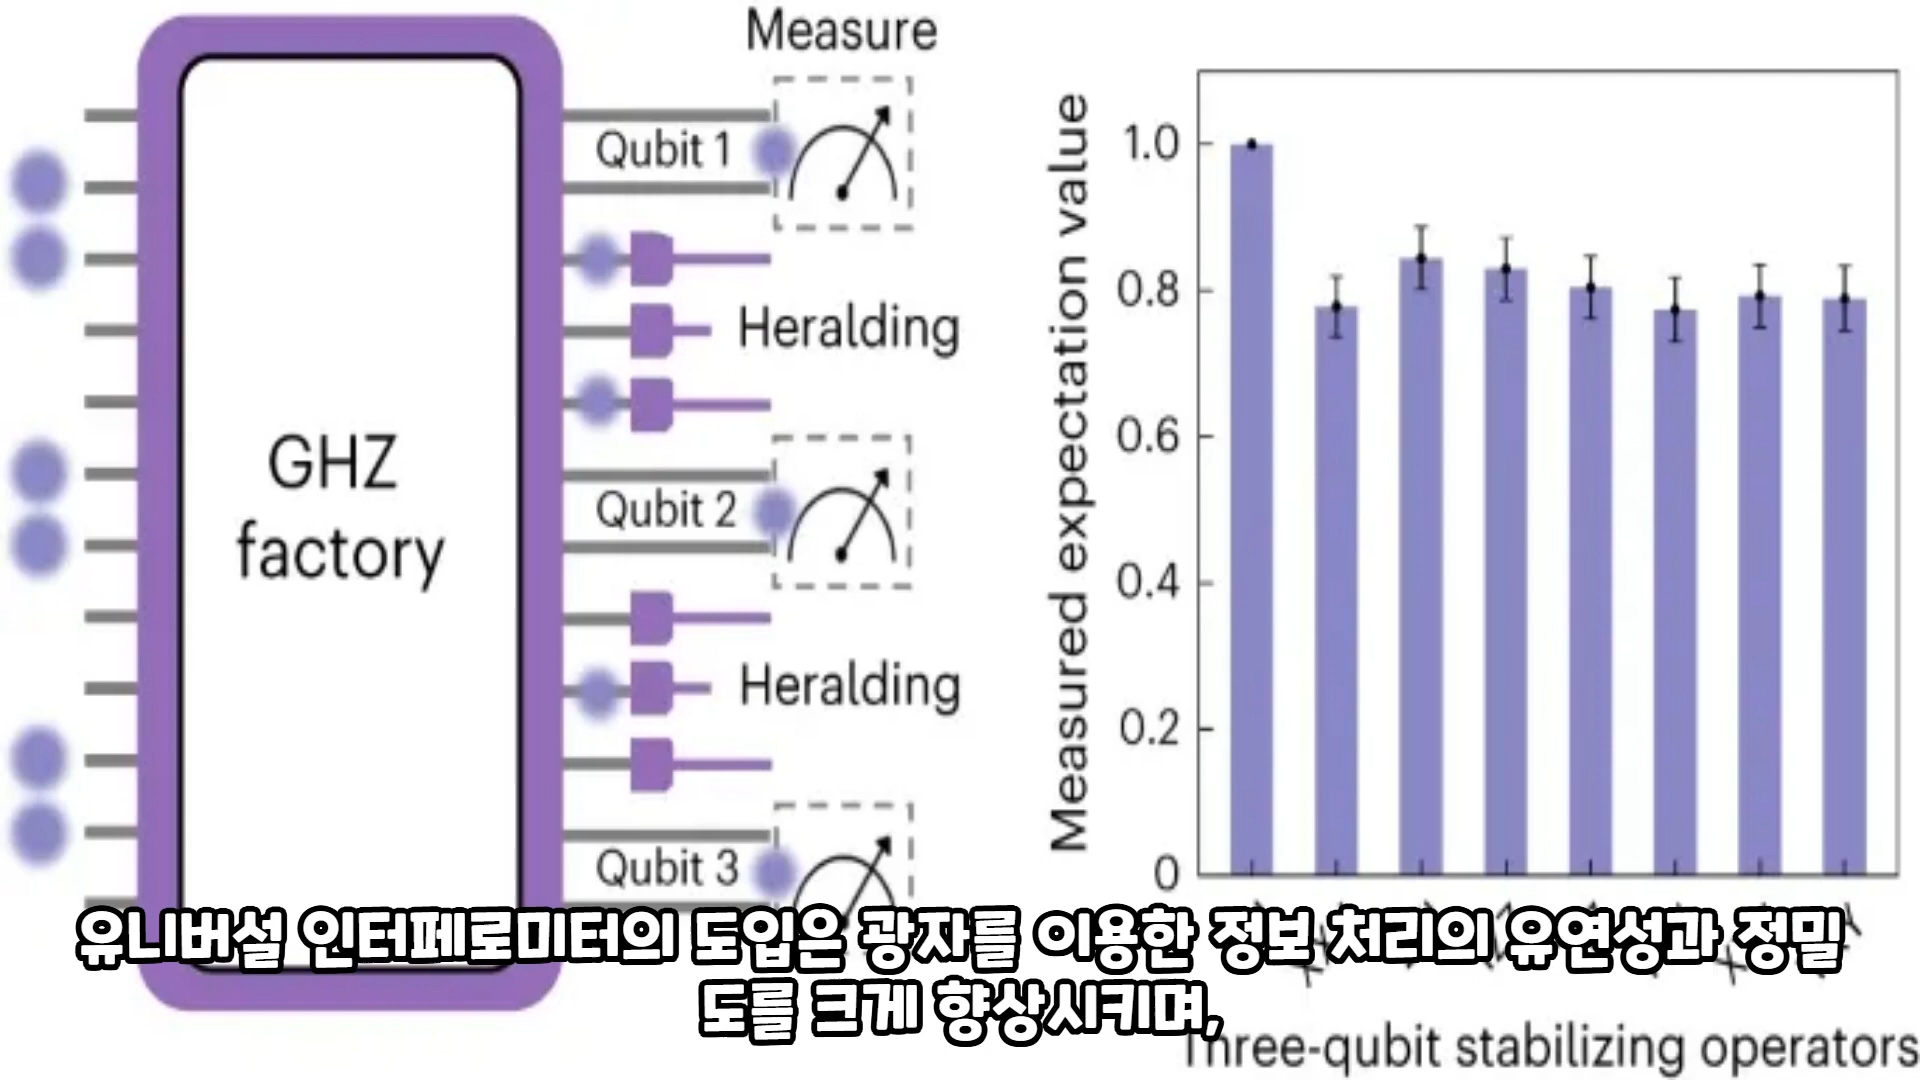 Measure
Qubit 1
Heralding
GHZ
factory
Qubit 2
Heralding
Qubit 3
Measured expectation value
1.0
0.8
0.6
0.4
0.2
0
Three-qubit stabilizing operators
유니버설 인터페로미터의 도입은 광자를 이용한 정보 처리의 유연성과 정밀
도를 크게 향상시키며,